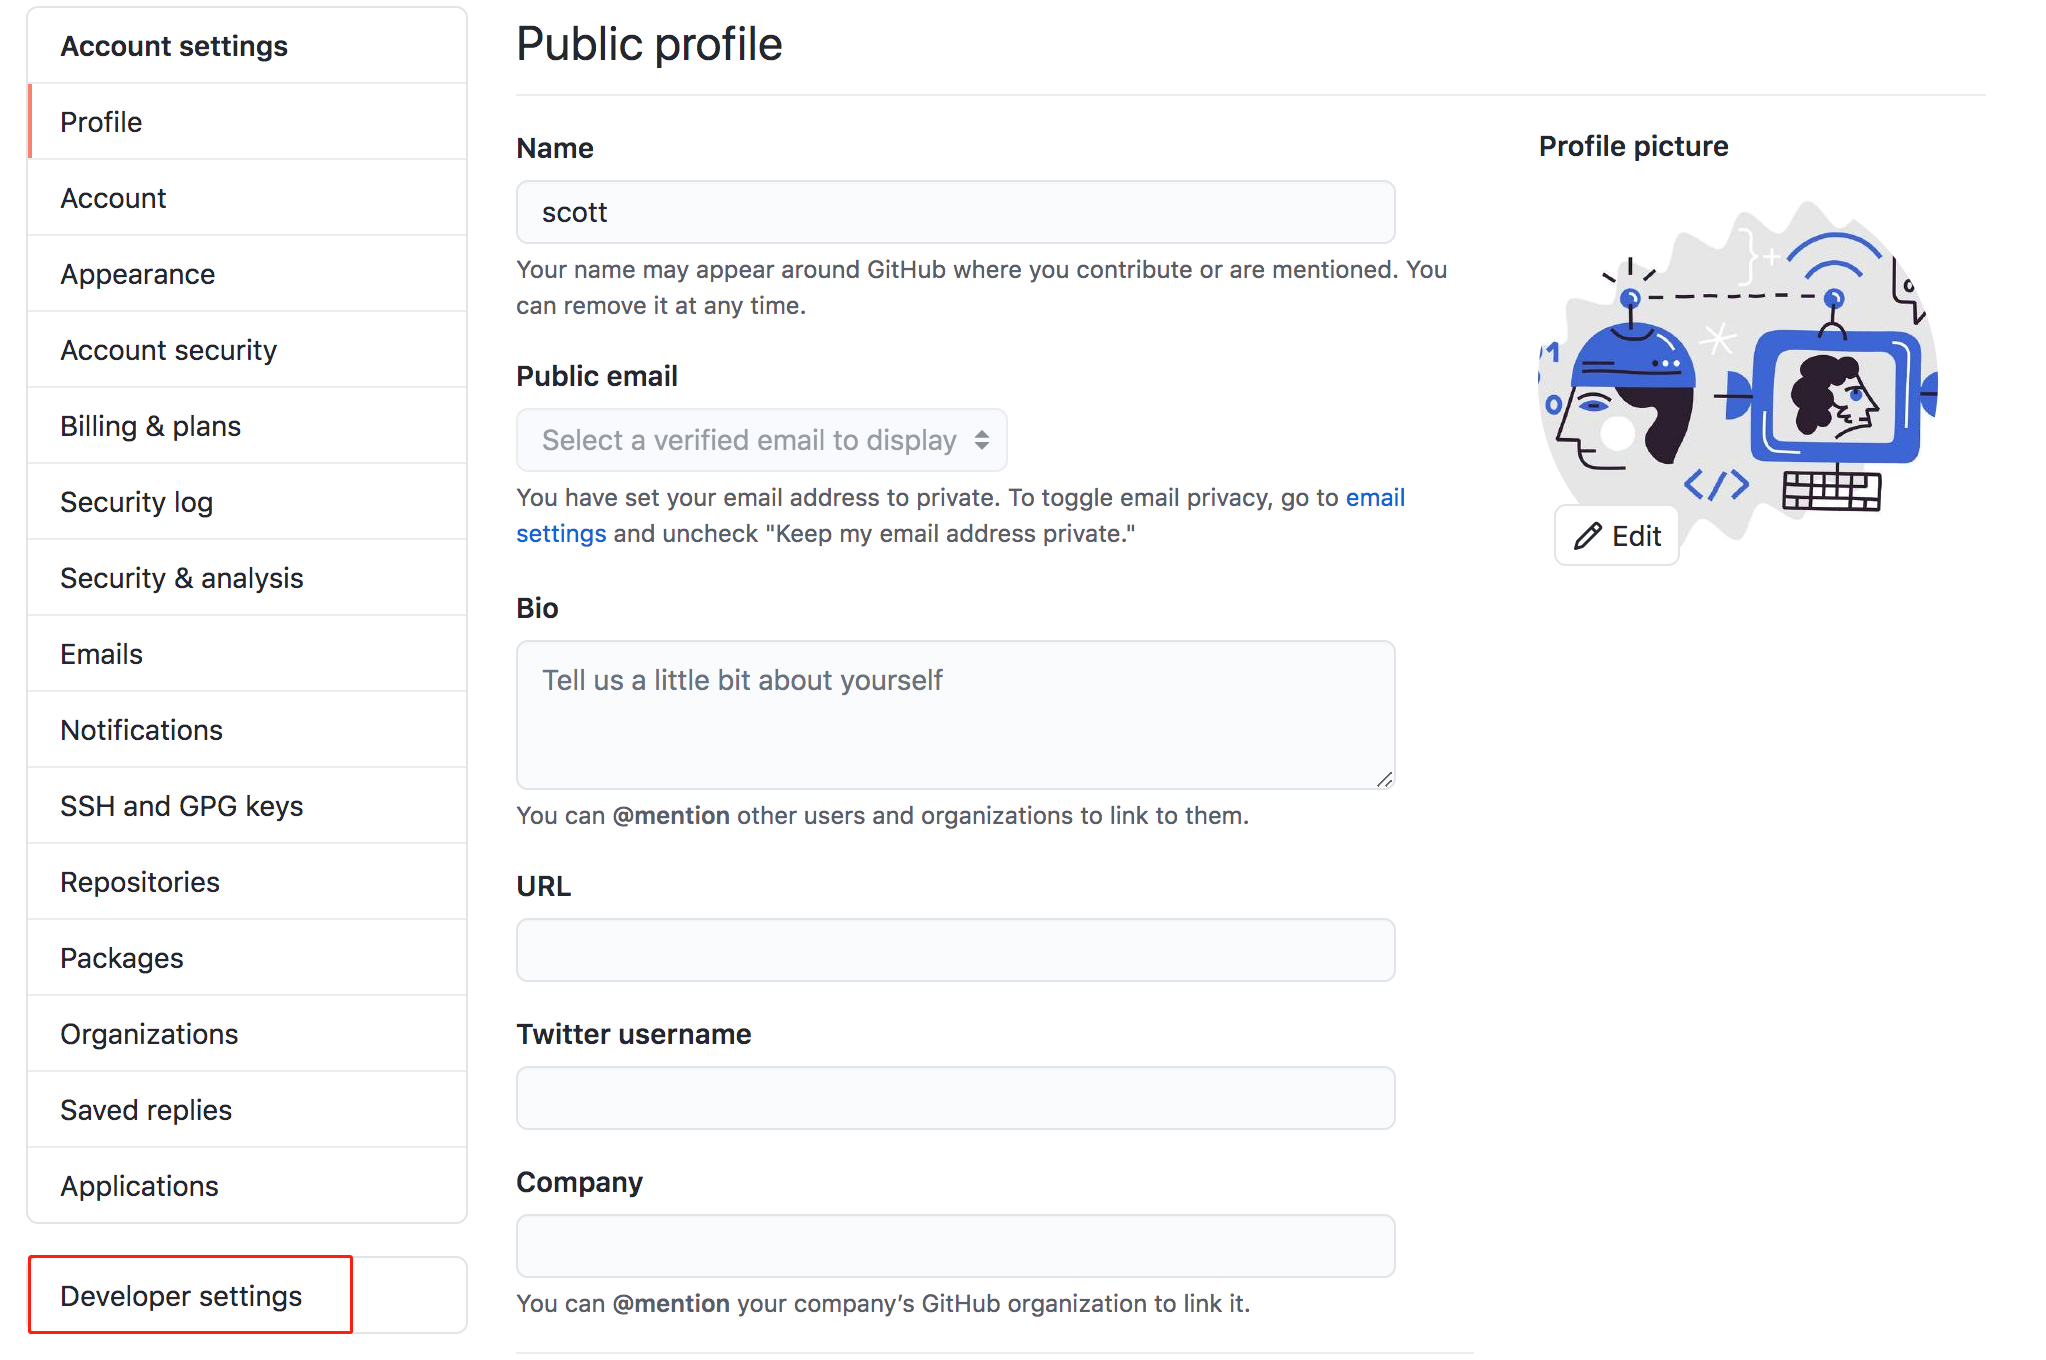 Account settings
Profile
Account
Appearance
Account security
Billing & plans
Security log
Security & analysis
Emails
Notifications
SSH and GPG keys
Repositories
Packages
Organizations
Saved replies
Applications
Developer settings
Public profile
Name
scott
Your name may appear around GitHub where you contribute or are mentioned. You
can remove it at any time.
Public email
Select a verified email to display
You have set your email address to private. To toggle email privacy, go to email
settings and uncheck "Keep my email address private."
Bio
Tell us a little bit about yourself
You can @mention other users and organizations to link to them.
URL
Twitter username
Company
You can @mention your company’s GitHub organization to link it.
Profile picture
}+
1
0
</>
Edit